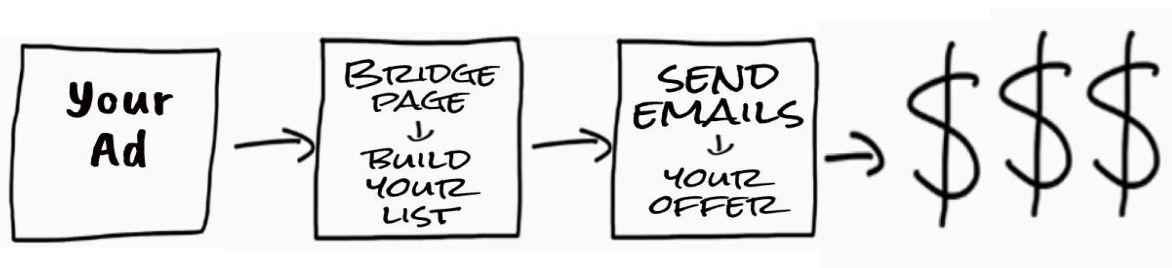 Your
Ad
BRIDGE
PAGE
BUILD
YOUR
LIST
SEND
EMAILS
YOUR
OFFER
$$$